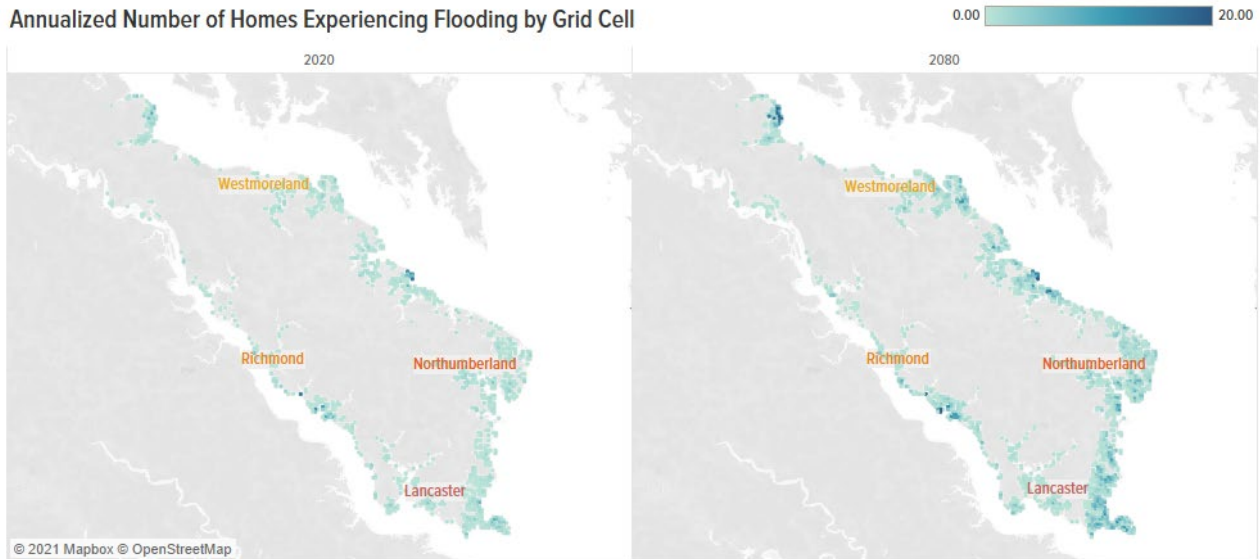 Annualized Number of Homes Experiencing Flooding by Grid Cell
0.00 20.00
2020 2080
Westmoreland
Richmond
Northumberland
Lancaster
Westmoreland
Richmond
Northumberland
Lancaster
© 2021 Mapbox © OpenStreetMap